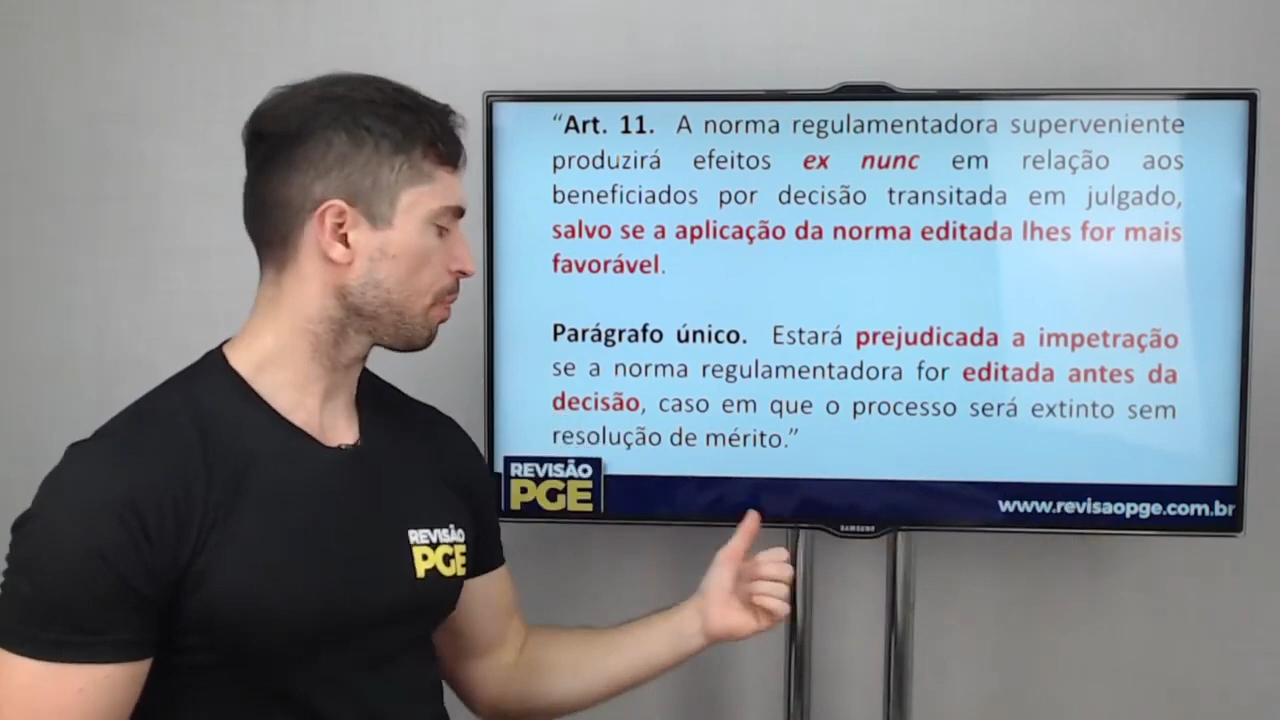 “Art. 11. A norma regulamentadora superveniente
produzirá efeitos ex nunc em relação aos
beneficiados por decisão transitada em julgado,
salvo se a aplicação da norma editada lhes for mais
favorável.
Parágrafo único. Estará prejudicada a impetração
se a norma regulamentadora for editada antes da
decisão, caso em que o processo será extinto sem
resolução de mérito.”
REVISÃO
PGE
www.revisaopge.com.br
SAMSUNG
REVISÃO
PGE